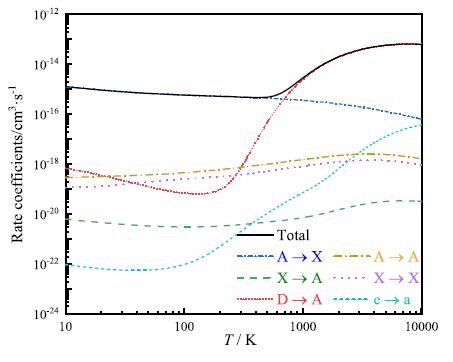 10⁻¹²
10⁻¹⁴
10⁻¹⁶
10⁻¹⁸
10⁻²⁰
10⁻²²
10⁻²⁴
Rate coefficients/cm³·s⁻¹
Total
A → X A → A
X → A X → X
D → A e → a
10 100 1000 10000
T / K